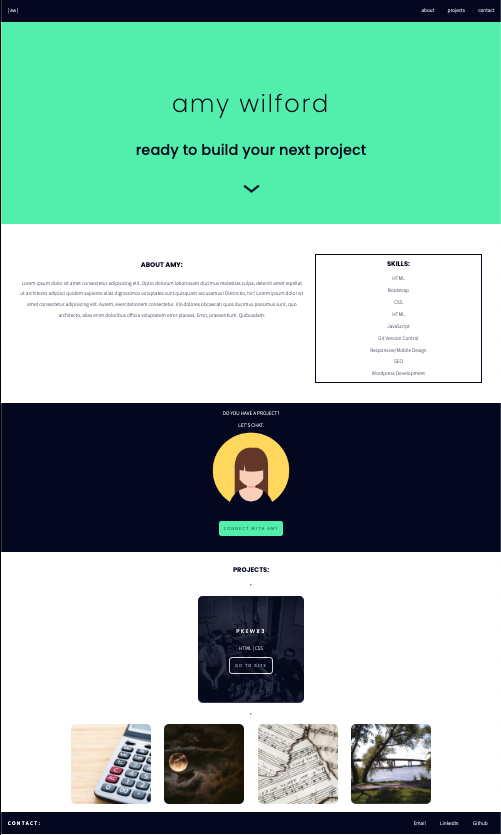 |aw|
about projects contact
amy wilford
ready to build your next project
ABOUT AMY:
Lorem ipsum dolor sit amet consectetur adipisicing elit. Optio dolorum laboriosam ducimus molestias culpa, deleniti amet repellat
ut architecto adipisci quidem sapiente alias dignissimos voluptates sunt quisquam accusamus! Distinctio, hic! Lorem ipsum dolor sit
amet consectetur adipisicing elit. Autem, exercitationem consectetur. Illo dolores obcaecati quos ducimus possimus sunt, quo
architecto, alias enim doloribus officia voluptatem error placeat. Error, praesentium. Quibusdam.
SKILLS:
HTML
Bootstrap
CSS
HTML
JavaScript
Git Version Control
Responsive/Mobile Design
SEO
Wordpress Development
DO YOU HAVE A PROJECT?
LET'S CHAT.
CONNECT WITH AMY
PROJECTS:
PKEWX3
HTML | CSS
GO TO SITE
CONTACT:
Email LinkedIn Github